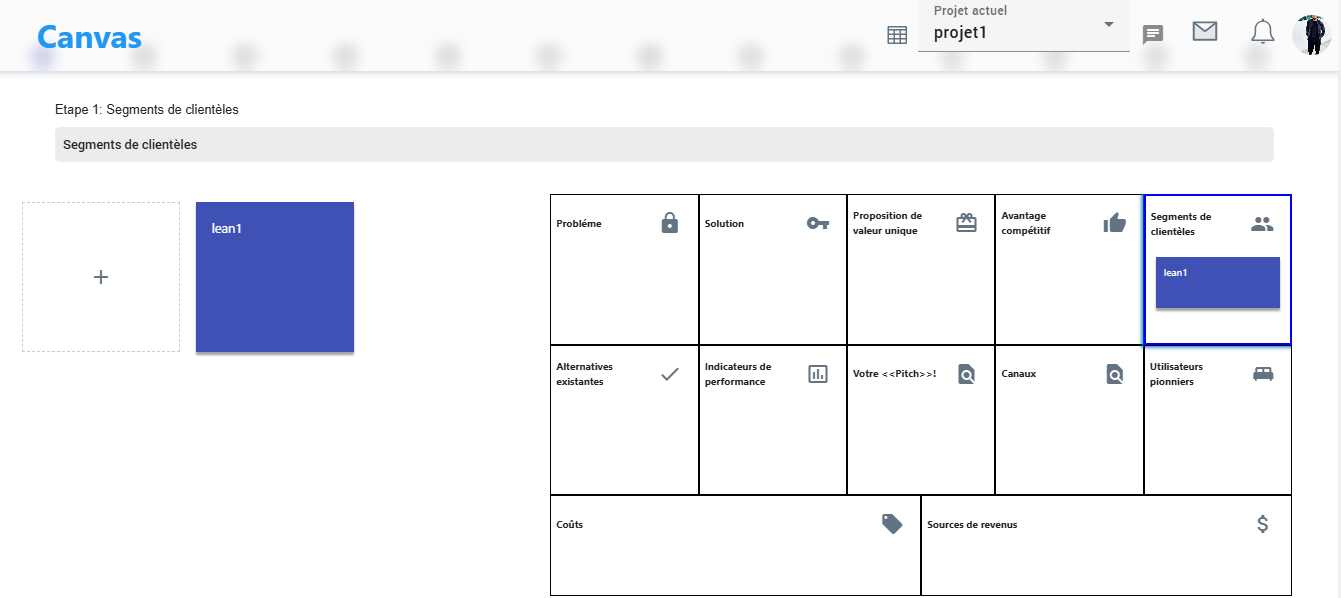 Canvas
Projet actuel
projet1
Etape 1: Segments de clientèles
Segments de clientèles
lean1
Probléme
Solution
Proposition de
valeur unique
Avantage
compétitif
Segments de
clientèles
lean1
Alternatives
existantes
Indicateurs de
performance
Votre <<Pitch>>!
Canaux
Utilisateurs
pionniers
Coûts
Sources de revenus